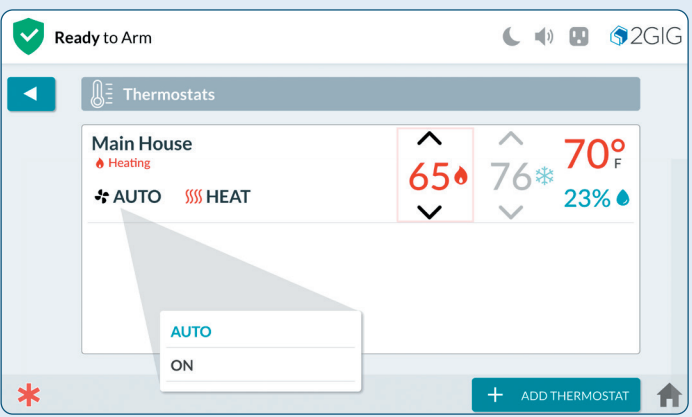 Ready to Arm
2GIG
Thermostats
Main House
Heating
AUTO HEAT
65
76
70°F
23%
AUTO
ON
+ ADD THERMOSTAT